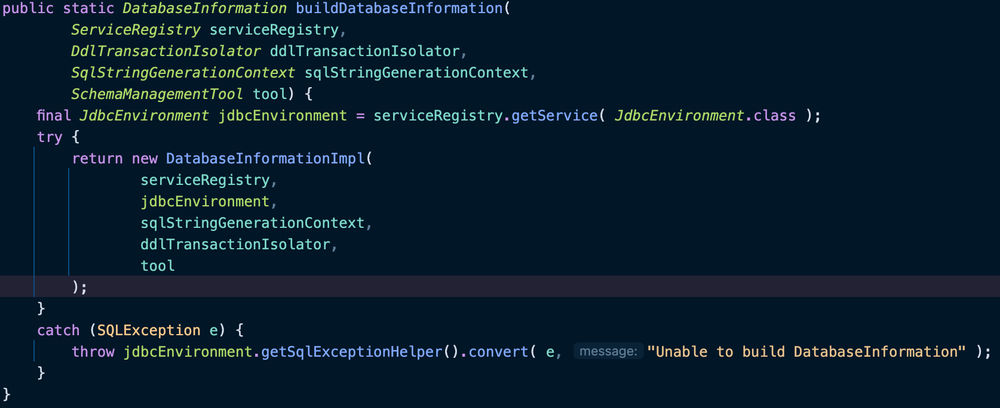 public static DatabaseInformation buildDatabaseInformation(
ServiceRegistry serviceRegistry,
DdlTransactionIsolator ddlTransactionIsolator,
SqlStringGenerationContext sqlStringGenerationContext,
SchemaManagementTool tool) {
final JdbcEnvironment jdbcEnvironment = serviceRegistry.getService( JdbcEnvironment.class );
try {
return new DatabaseInformationImpl(
serviceRegistry,
jdbcEnvironment,
sqlStringGenerationContext,
ddlTransactionIsolator,
tool
);
}
catch (SQLException e) {
throw jdbcEnvironment.getSqlExceptionHelper().convert( e, message: "Unable to build DatabaseInformation" );
}
}